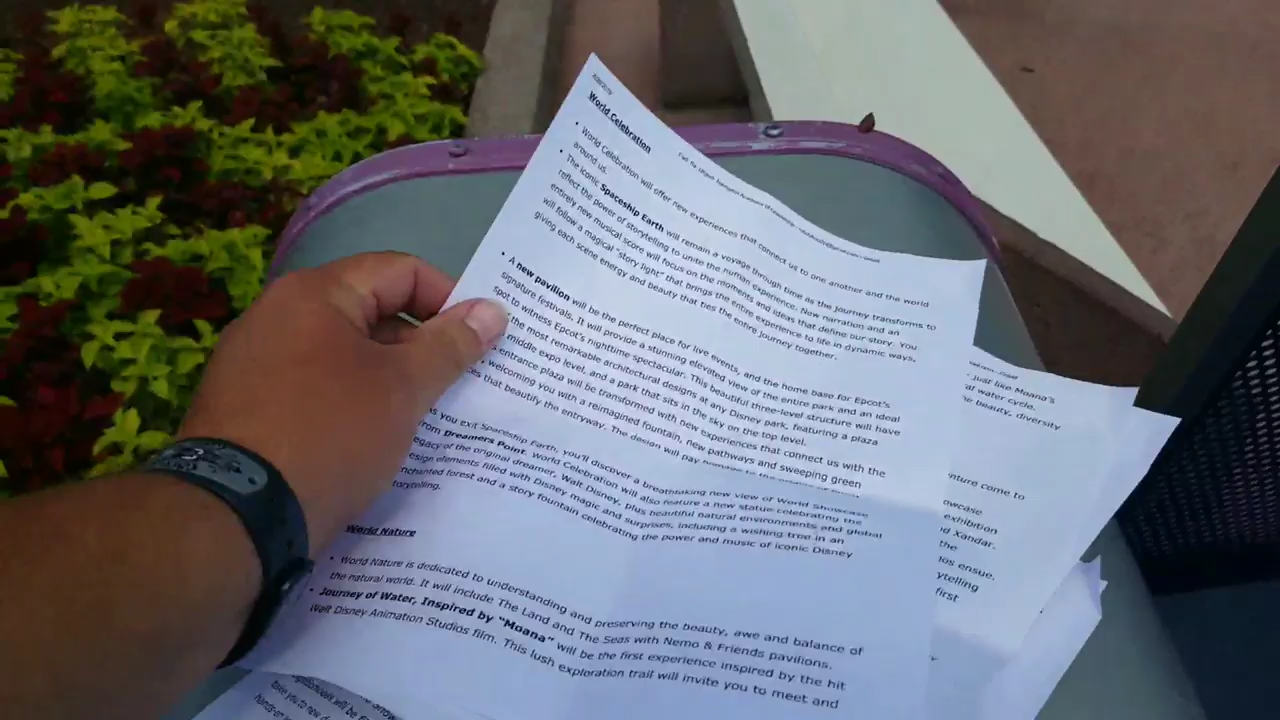 World Celebration
• World Celebration will offer new experiences that connect us to one another and the world
around us.
• The iconic Spaceship Earth will remain a voyage through time as the journey transforms to
reflect the power of storytelling to unite the human experience. New narration and an
entirely new musical score will focus on the moments and ideas that define our story. You
will follow a magical "story light" that brings the entire experience to life in dynamic ways,
giving each scene energy and beauty that ties the entire journey together.
• A new pavilion will be the perfect place for live events, and the home base for Epcot's
signature festivals. It will provide a stunning elevated view of the entire park and an ideal
spot to witness Epcot's nighttime spectacular. This beautiful three-level structure will have
the most remarkable architectural designs at any Disney park, featuring a plaza
middle expo level, and a park that sits in the sky on the top level.
entrance plaza will be transformed with new experiences that connect us with the
welcoming you with a reimagined fountain, new pathways and sweeping green
that beautify the entryway. The design will pay
As you exit Spaceship Earth, you'll discover a breathtaking new view of World Showcase
from Dreamers Point. World Celebration will also feature a new statue celebrating the
legacy of the original dreamer, Walt Disney, plus beautiful natural environments and global
design elements filled with Disney magic and surprises, including a wishing tree in an
enchanted forest and a story fountain celebrating the power and music of iconic Disney
storytelling.
World Nature
• World Nature is dedicated to understanding and preserving the beauty, awe and balance of
the natural world. It will include The Land and The Seas with Nemo & Friends pavilions.
• Journey of Water, Inspired by "Moana" will be the first experience inspired by the hit
Walt Disney Animation Studios film. This lush exploration trail will invite you to meet and
just like Moana's
water cycle.
beauty, diversity
come to
exhibition
Xandar.
the
ensue.
first
will be
take you to new